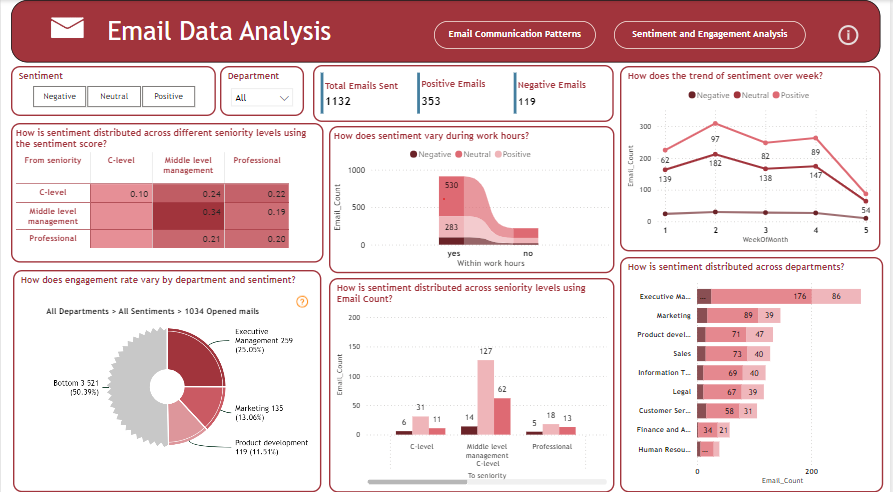 Email Data Analysis
Email Communication Patterns
Sentiment and Engagement Analysis
i
Sentiment
Negative
Neutral
Positive
Department
All
Total Emails Sent
1132
Positive Emails
353
Negative Emails
119
How does the trend of sentiment over week?
Negative Neutral Positive
Email_Count
300
200
100
0
62
97
82
89
139
182
138
147
54
1 2 3 4 5
WeekOfMonth
How is sentiment distributed across different seniority levels using
the sentiment score?
From seniority C-level Middle level Professional
management
C-level 0.10 0.24 0.22
Middle level 0.34 0.19
management
Professional 0.21 0.20
How does sentiment vary during work hours?
Negative Neutral Positive
Email_Count
1000
500
0
530
283
yes no
Within work hours
How does engagement rate vary by department and sentiment?
?
All Departments > All Sentiments > 1034 Opened mails
Executive
Management 259
(25.05%)
Bottom 3 521
(50.39%)
Marketing 135
(13.06%)
Product development
119 (11.51%)
How is sentiment distributed across seniority levels using
Email Count?
Email_Count
200
150
100
50
0
6 31 11
14 127 62
5 18 13
C-level
Middle level
management
Professional
C-level
To seniority
How is sentiment distributed across departments?
Executive Ma... ... 176 86
Marketing 89 39
Product devel... 71 47
Sales 73 40
Information T... 69 40
Legal 67 39
Customer Ser... 58 31
Finance and A... 34 21
Human Resou... ...
0 200
Email_Count